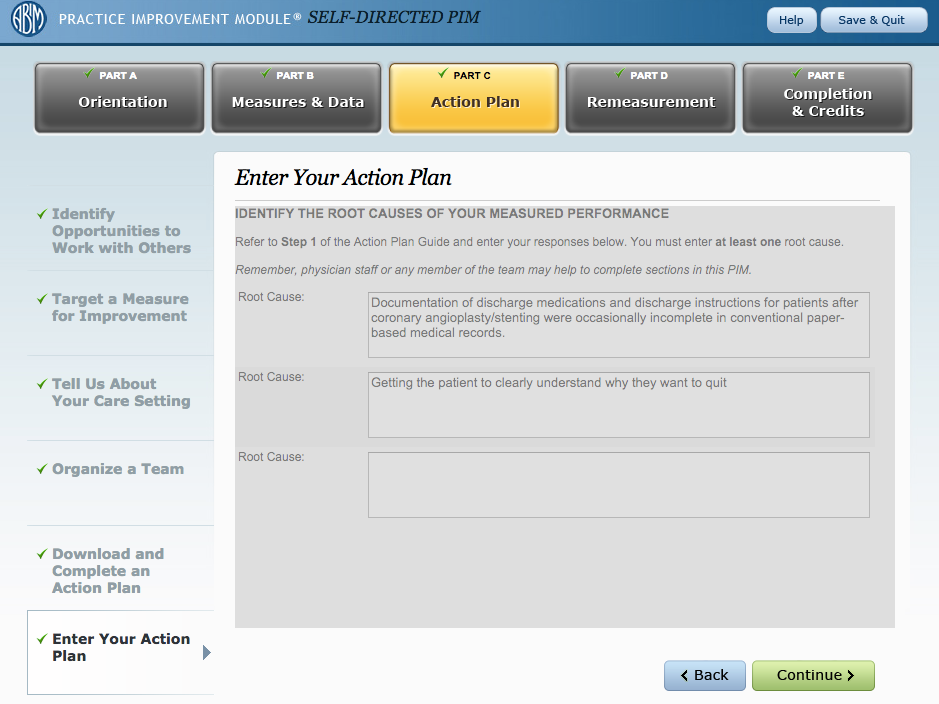 ABIM PRACTICE IMPROVEMENT MODULE® SELF-DIRECTED PIM
Help
Save & Quit
PART A
Orientation
PART B
Measures & Data
PART C
Action Plan
PART D
Remeasurement
PART E
Completion
& Credits
Identify
Opportunities to
Work with Others
Target a Measure
for Improvement
Tell Us About
Your Care Setting
Organize a Team
Download and
Complete an
Action Plan
Enter Your Action
Plan
Enter Your Action Plan
IDENTIFY THE ROOT CAUSES OF YOUR MEASURED PERFORMANCE
Refer to Step 1 of the Action Plan Guide and enter your responses below. You must enter at least one root cause.
Remember, physician staff or any member of the team may help to complete sections in this PIM.
Root Cause:
Documentation of discharge medications and discharge instructions for patients after
coronary angioplasty/stenting were occasionally incomplete in conventional paper-
based medical records.
Root Cause:
Getting the patient to clearly understand why they want to quit
Root Cause:
Back
Continue